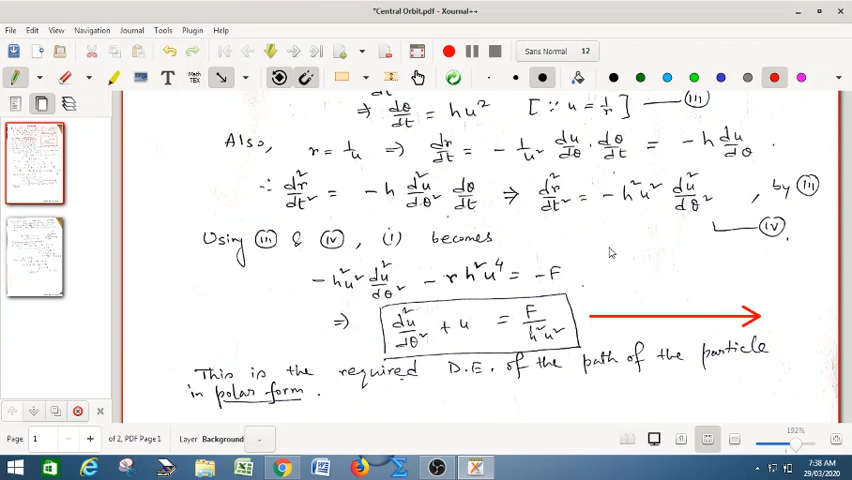 *Central Orbit.pdf - Xournal++
File Edit View Navigation Journal Tools Plugin Help
Sans Normal 12
T Math TEX
⇒ dθ/dt = hu² [∵ u = 1/r] — (III)
Also, r = 1/u ⇒ dr/dt = - 1/u² du/dθ . dθ/dt = - h du/dθ .
∴ d²r/dt² = - h d²u/dθ² dθ/dt ⇒ d²r/dt² = - h²u² d²u/dθ² , by (III)
— (IV).
Using (III) & (IV), (i) becomes
- h²u² d²u/dθ² - r h²u⁴ = - F .
⇒ d²u/dθ² + u = F/h²u²
This is the required D.E. of the path of the particle
in polar form .
Page 1 of 2, PDF Page1 Layer Background 192%
7:38 AM
29/03/2020